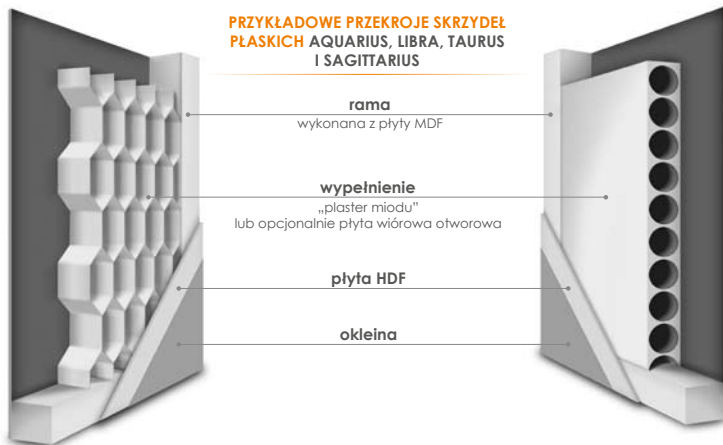 PRZYKŁADOWE PRZEKROJE SKRZYDEŁ
PŁASKICH AQUARIUS, LIBRA, TAURUS
I SAGITTARIUS
rama
wykonana z płyty MDF
wypełnienie
„plaster miodu”
lub opcjonalnie płyta wiórowa otworowa
płyta HDF
okleina